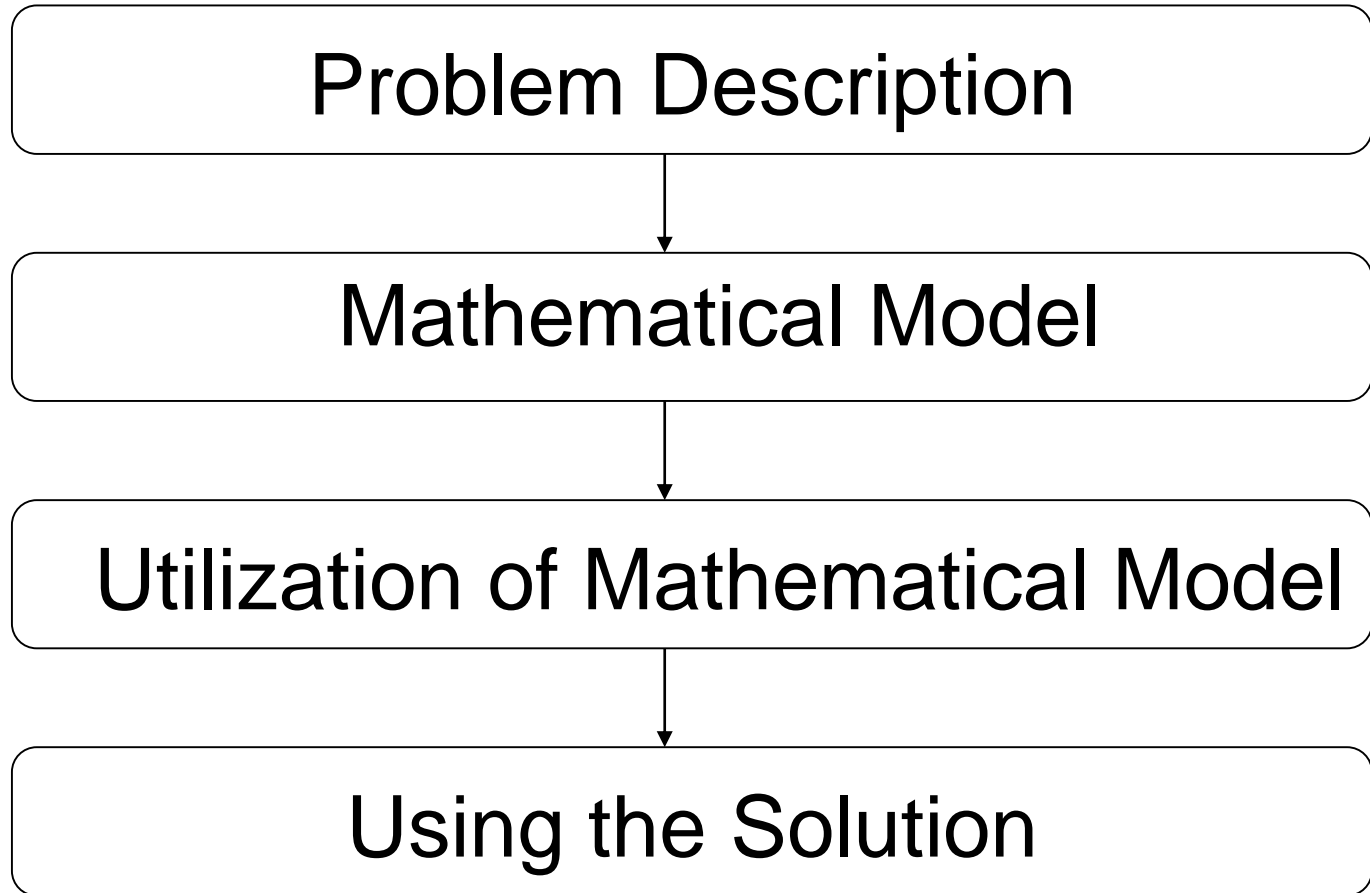 Problem Description
Mathematical Model
Utilization of Mathematical Model
Using the Solution